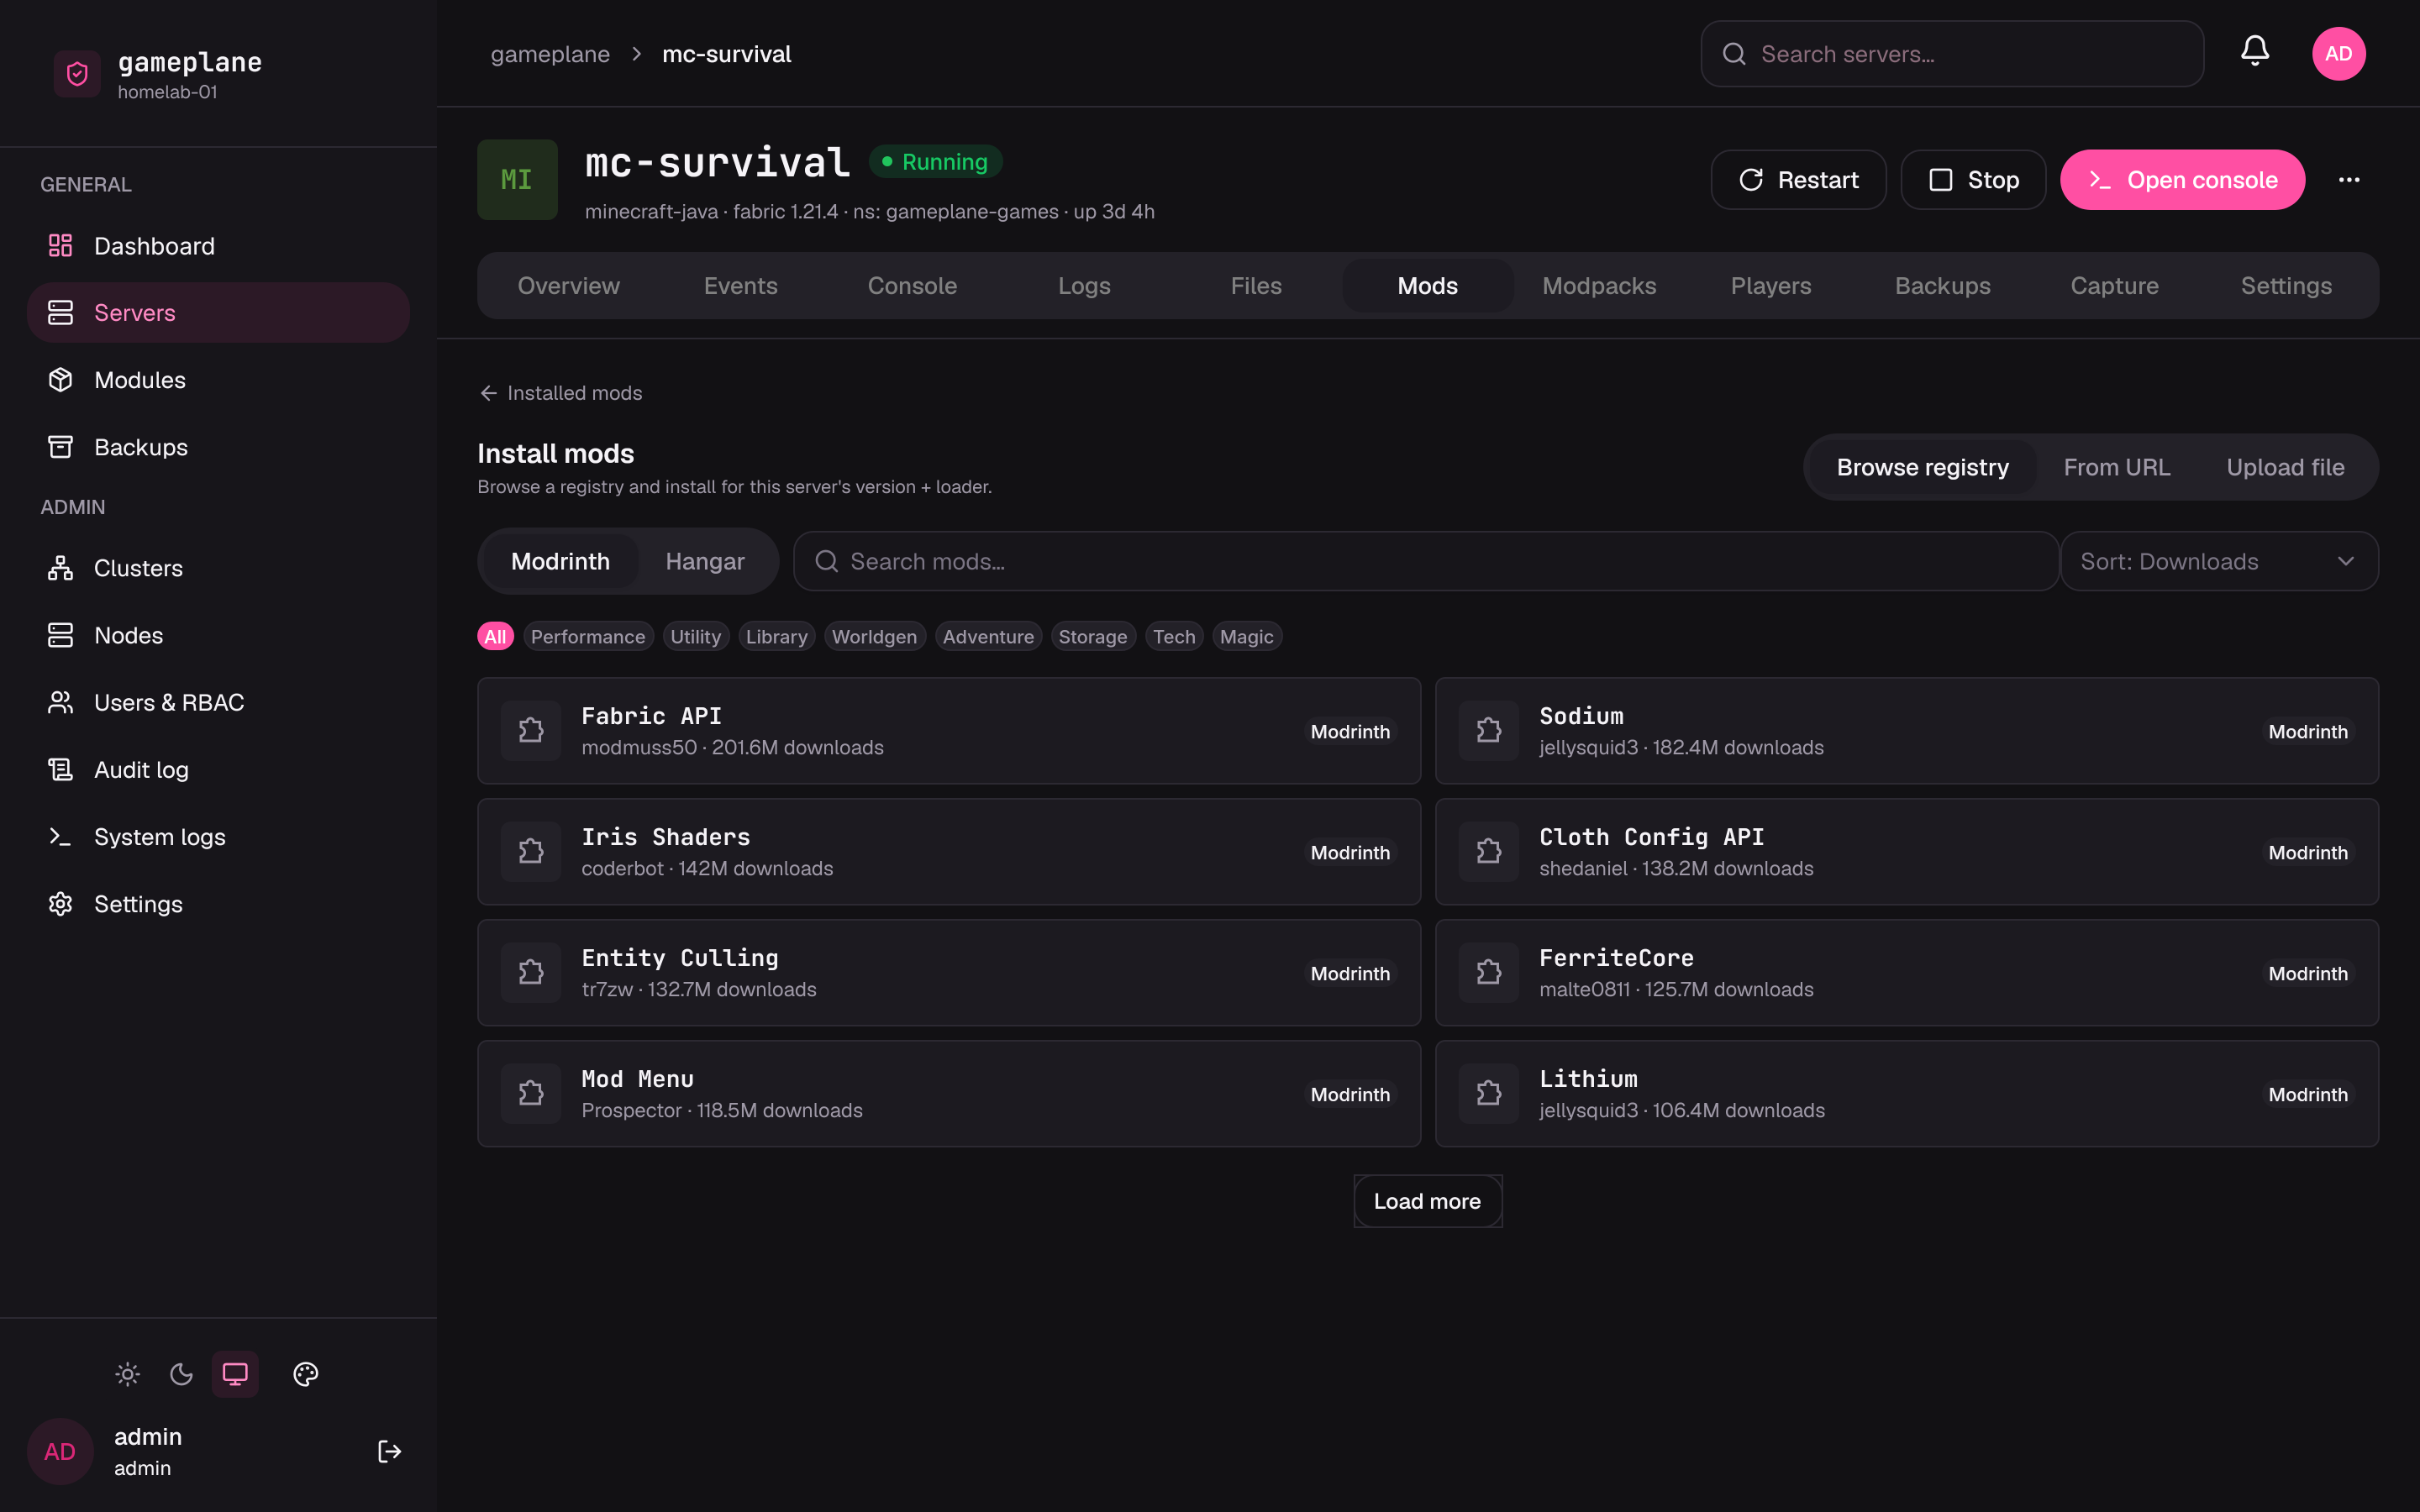 gameplane
homelab-01
GENERAL
Dashboard
Servers
Modules
Backups
ADMIN
Clusters
Nodes
Users & RBAC
Audit log
System logs
Settings
AD
admin
admin
gameplane > mc-survival
Search servers...
AD
MI
mc-survival
Running
minecraft-java · fabric 1.21.4 · ns: gameplane-games · up 3d 4h
Restart
Stop
Open console
Overview
Events
Console
Logs
Files
Mods
Modpacks
Players
Backups
Capture
Settings
Installed mods
Install mods
Browse a registry and install for this server's version + loader.
Browse registry
From URL
Upload file
Modrinth
Hangar
Search mods...
Sort: Downloads
All
Performance
Utility
Library
Worldgen
Adventure
Storage
Tech
Magic
Fabric API
modmuss50 · 201.6M downloads
Modrinth
Sodium
jellysquid3 · 182.4M downloads
Modrinth
Iris Shaders
coderbot · 142M downloads
Modrinth
Cloth Config API
shedaniel · 138.2M downloads
Modrinth
Entity Culling
tr7zw · 132.7M downloads
Modrinth
FerriteCore
malte0811 · 125.7M downloads
Modrinth
Mod Menu
Prospector · 118.5M downloads
Modrinth
Lithium
jellysquid3 · 106.4M downloads
Modrinth
Load more